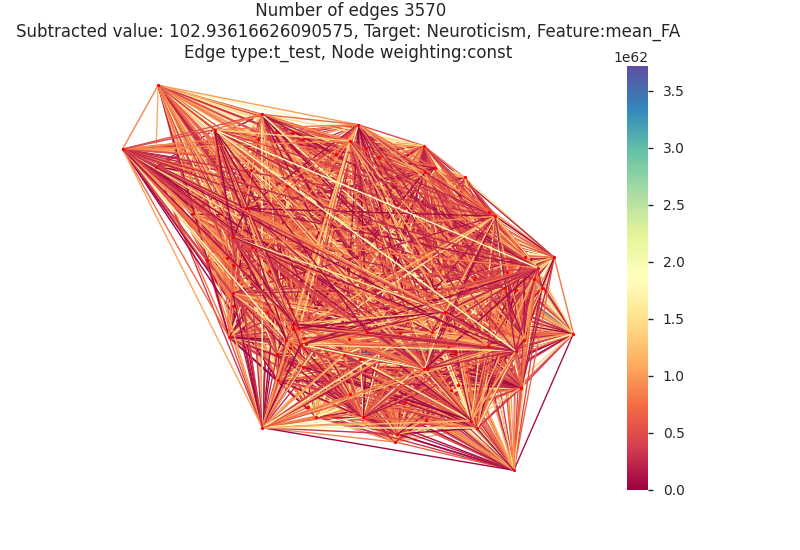 Number of edges 3570
Subtracted value: 102.93616626090575, Target: Neuroticism, Feature:mean_FA
Edge type:t_test, Node weighting:const
1e62
3.5
3.0
2.5
2.0
1.5
1.0
0.5
0.0